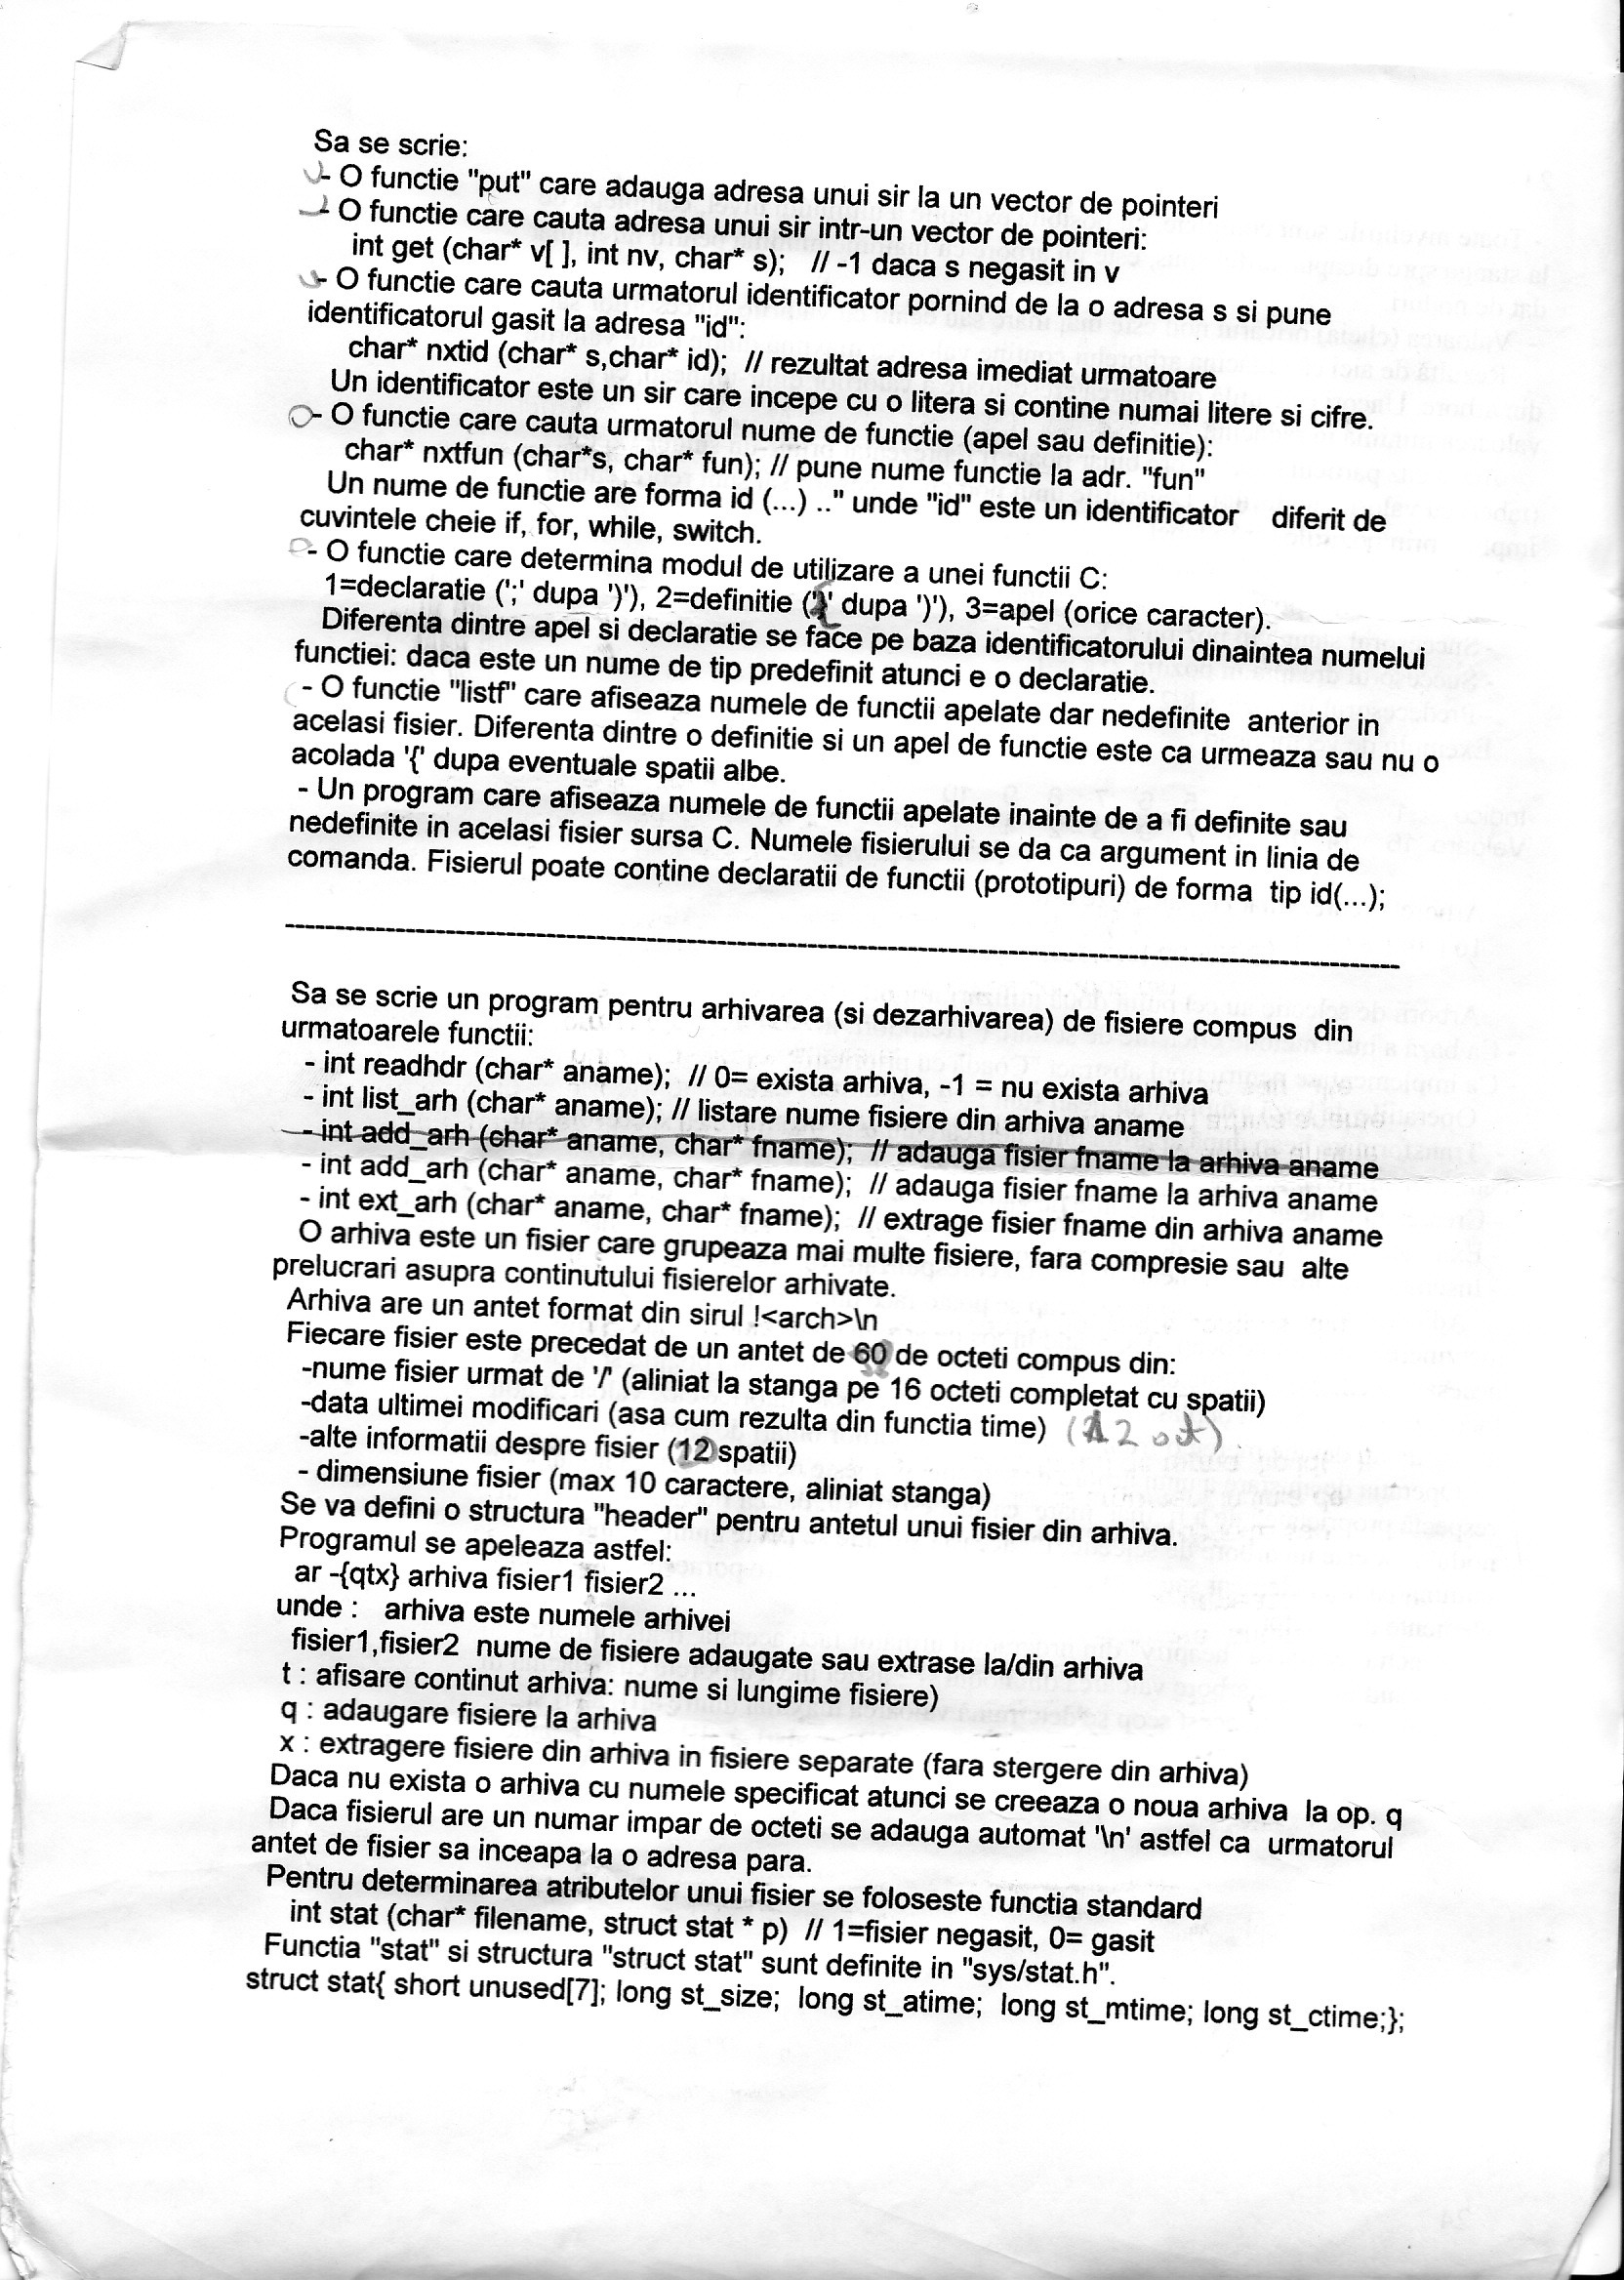 Sa se scrie:
- O functie "put" care adauga adresa unui sir la un vector de pointeri
- O functie care cauta adresa unui sir intr-un vector de pointeri:
int get (char* v[ ], int nv, char* s); // -1 daca s negasit in v
- O functie care cauta urmatorul identificator pornind de la o adresa s si pune
identificatorul gasit la adresa "id":
char* nxtid (char* s,char* id); // rezultat adresa imediat urmatoare
Un identificator este un sir care incepe cu o litera si contine numai litere si cifre.
- O functie care cauta urmatorul nume de functie (apel sau definitie):
char* nxtfun (char*s, char* fun); // pune nume functie la adr. "fun"
Un nume de functie are forma id (...) .." unde "id" este un identificator diferit de
cuvintele cheie if, for, while, switch.
- O functie care determina modul de utilizare a unei functii C:
1=declaratie (';' dupa ')'), 2=definitie ('{' dupa ')'), 3=apel (orice caracter).
Diferenta dintre apel si declaratie se face pe baza identificatorului dinaintea numelui
functiei: daca este un nume de tip predefinit atunci e o declaratie.
- O functie "listf" care afiseaza numele de functii apelate dar nedefinite anterior in
acelasi fisier. Diferenta dintre o definitie si un apel de functie este ca urmeaza sau nu o
acolada '{' dupa eventuale spatii albe.
- Un program care afiseaza numele de functii apelate inainte de a fi definite sau
nedefinite in acelasi fisier sursa C. Numele fisierului se da ca argument in linia de
comanda. Fisierul poate contine declaratii de functii (prototipuri) de forma tip id(...);
Sa se scrie un program pentru arhivarea (si dezarhivarea) de fisiere compus din
urmatoarele functii:
- int readhdr (char* aname); // 0= exista arhiva, -1 = nu exista arhiva
- int list_arh (char* aname); // listare nume fisiere din arhiva aname
- int add_arh (char* aname, char* fname); // adauga fisier fname la arhiva aname
- int add_arh (char* aname, char* fname); // adauga fisier fname la arhiva aname
- int ext_arh (char* aname, char* fname); // extrage fisier fname din arhiva aname
O arhiva este un fisier care grupeaza mai multe fisiere, fara compresie sau alte
prelucrari asupra continutului fisierelor arhivate.
Arhiva are un antet format din sirul !<arch>\n
Fiecare fisier este precedat de un antet de 60 de octeti compus din:
-nume fisier urmat de '/' (aliniat la stanga pe 16 octeti completat cu spatii)
-data ultimei modificari (asa cum rezulta din functia time) (12 oct).
-alte informatii despre fisier (12 spatii)
- dimensiune fisier (max 10 caractere, aliniat stanga)
Se va defini o structura "header" pentru antetul unui fisier din arhiva.
Programul se apeleaza astfel:
ar -{qtx} arhiva fisier1 fisier2 ...
unde : arhiva este numele arhivei
fisier1,fisier2 nume de fisiere adaugate sau extrase la/din arhiva
t : afisare continut arhiva: nume si lungime fisiere)
q : adaugare fisiere la arhiva
x : extragere fisiere din arhiva in fisiere separate (fara stergere din arhiva)
Daca nu exista o arhiva cu numele specificat atunci se creeaza o noua arhiva la op. q
Daca fisierul are un numar impar de octeti se adauga automat '\n' astfel ca urmatorul
antet de fisier sa inceapa la o adresa para.
Pentru determinarea atributelor unui fisier se foloseste functia standard
int stat (char* filename, struct stat * p) // 1=fisier negasit, 0= gasit
Functia "stat" si structura "struct stat" sunt definite in "sys/stat.h".
struct stat{ short unused[7]; long st_size; long st_atime; long st_mtime; long st_ctime;};